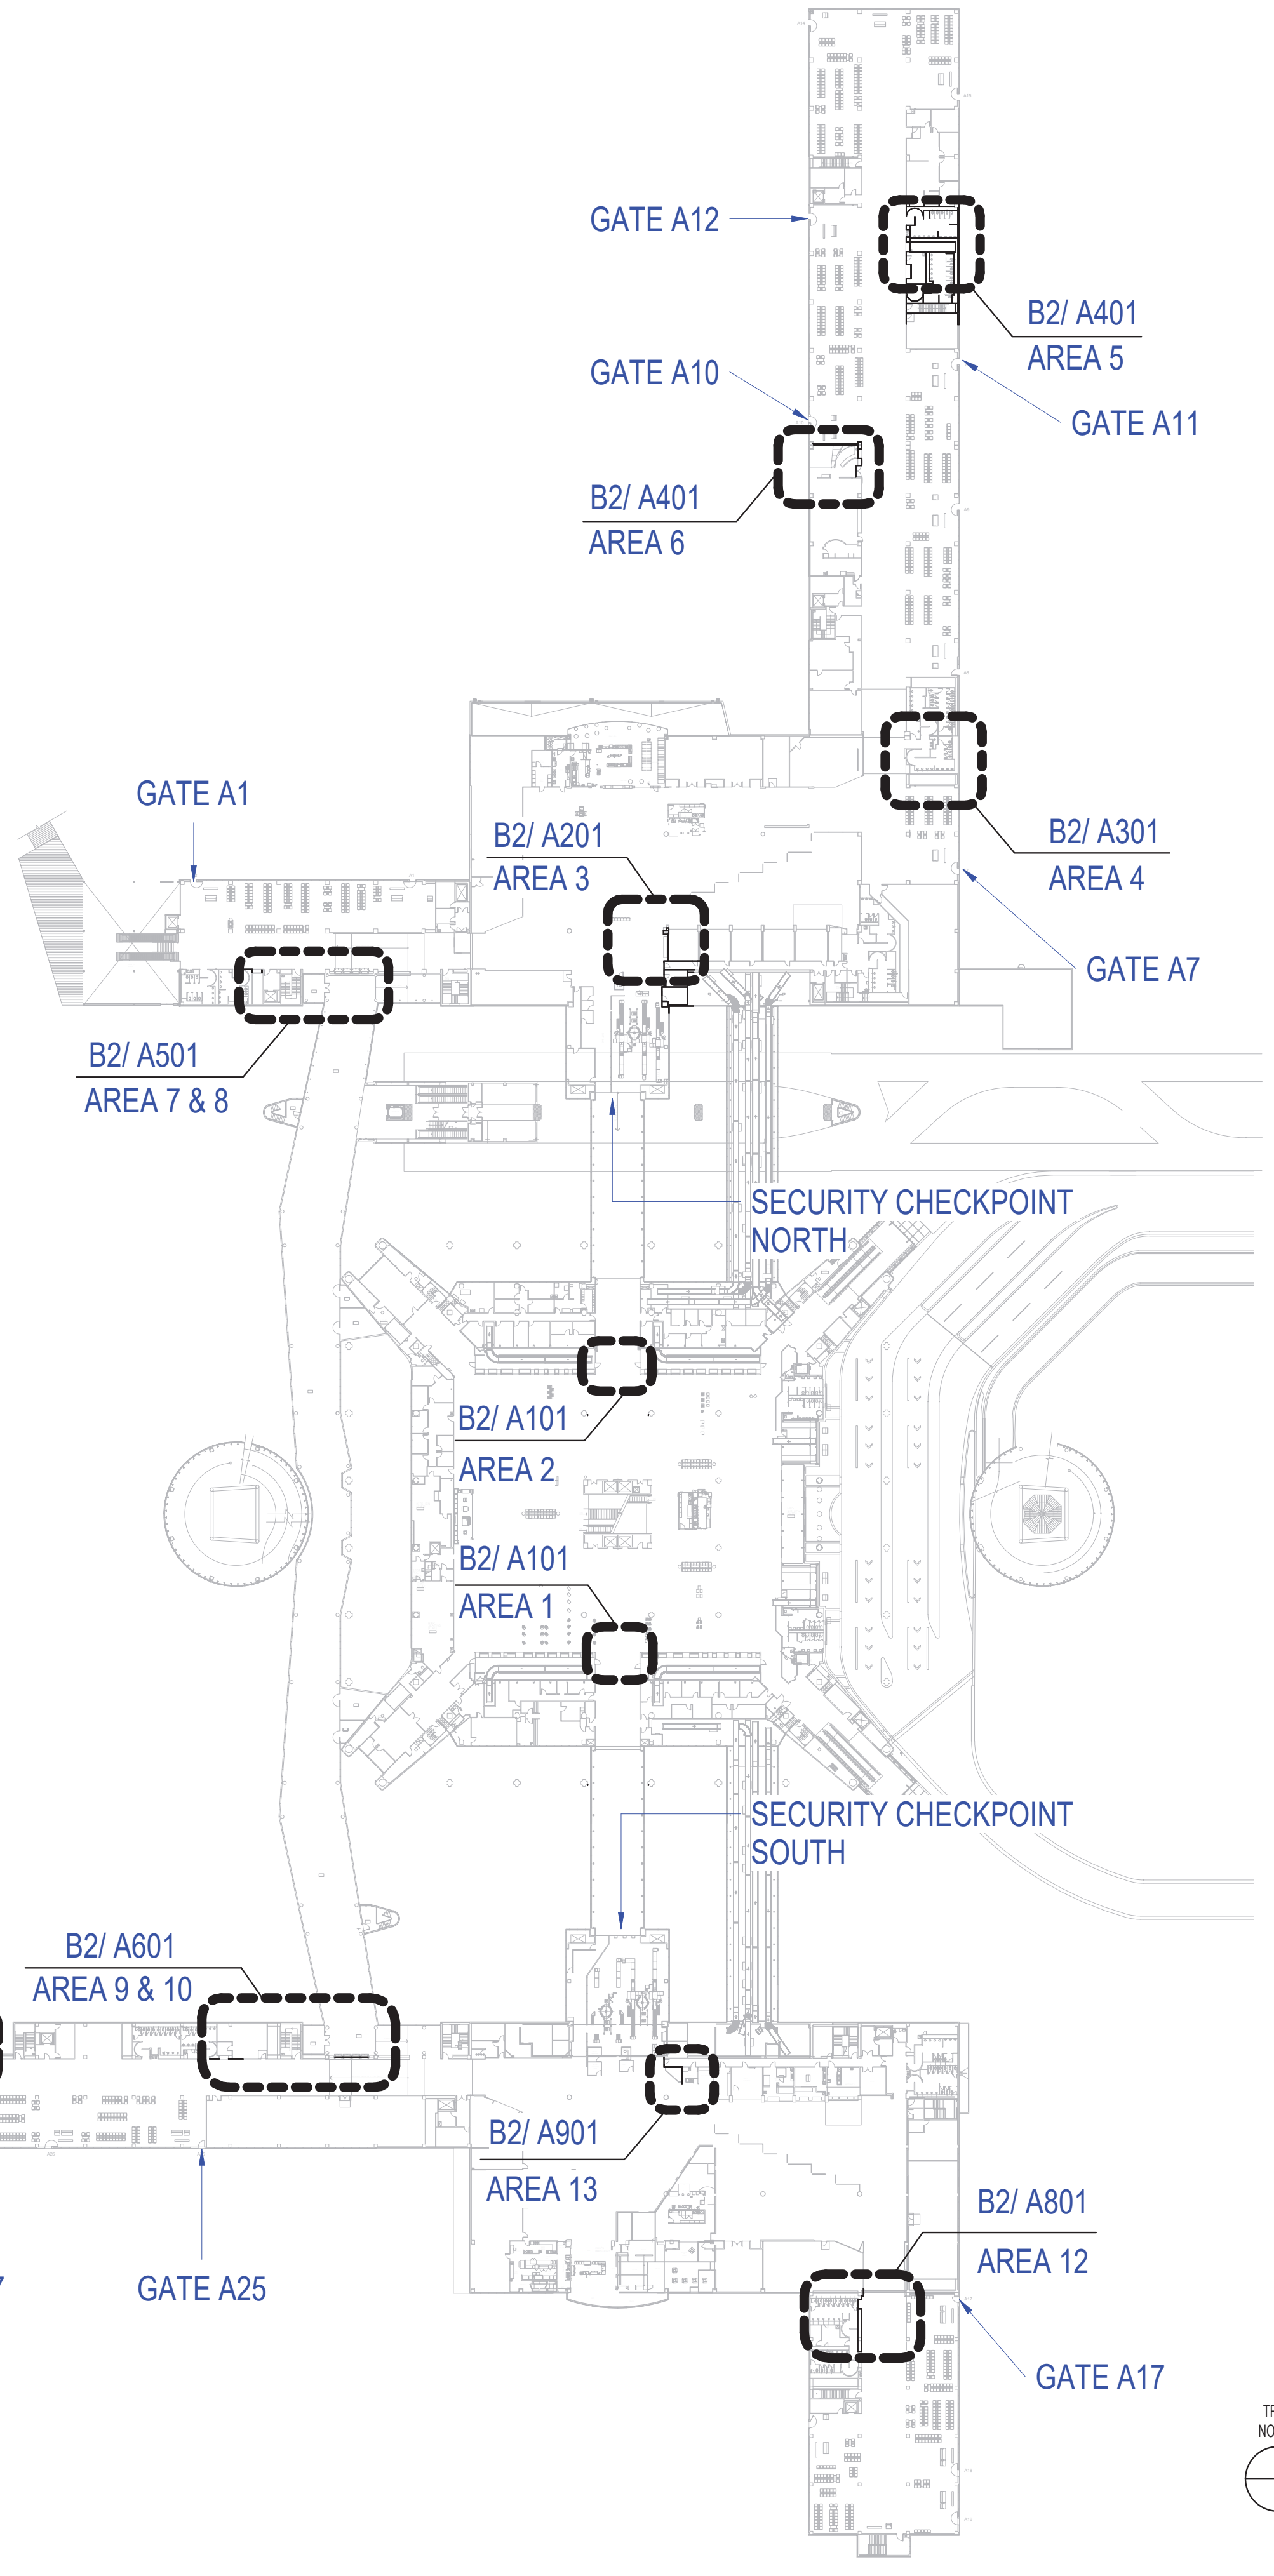 GATE A12
B2/ A401
AREA 5
GATE A10
GATE A11
B2/ A401
AREA 6
GATE A1
B2/ A201
AREA 3
B2/ A301
AREA 4
GATE A7
B2/ A501
AREA 7 & 8
SECURITY CHECKPOINT
NORTH
B2/ A101
AREA 2
B2/ A101
AREA 1
SECURITY CHECKPOINT
SOUTH
B2/ A601
AREA 9 & 10
B2/ A901
AREA 13
B2/ A801
AREA 12
GATE A25
GATE A17